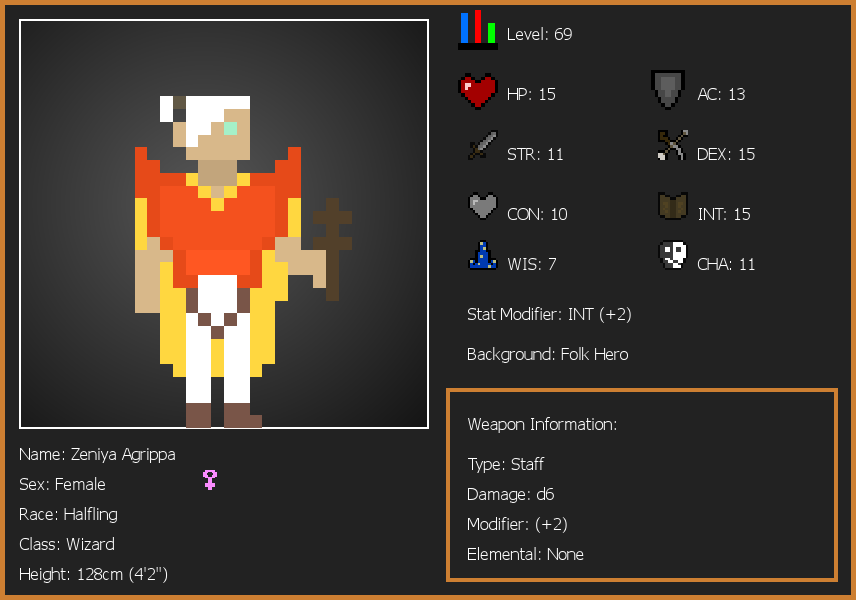 Level: 69
HP: 15
AC: 13
STR: 11
DEX: 15
CON: 10
INT: 15
WIS: 7
CHA: 11
Stat Modifier: INT (+2)
Background: Folk Hero
Weapon Information:
Type: Staff
Damage: d6
Modifier: (+2)
Elemental: None
Name: Zeniya Agrippa
Sex: Female
Race: Halfling
Class: Wizard
Height: 128cm (4'2")